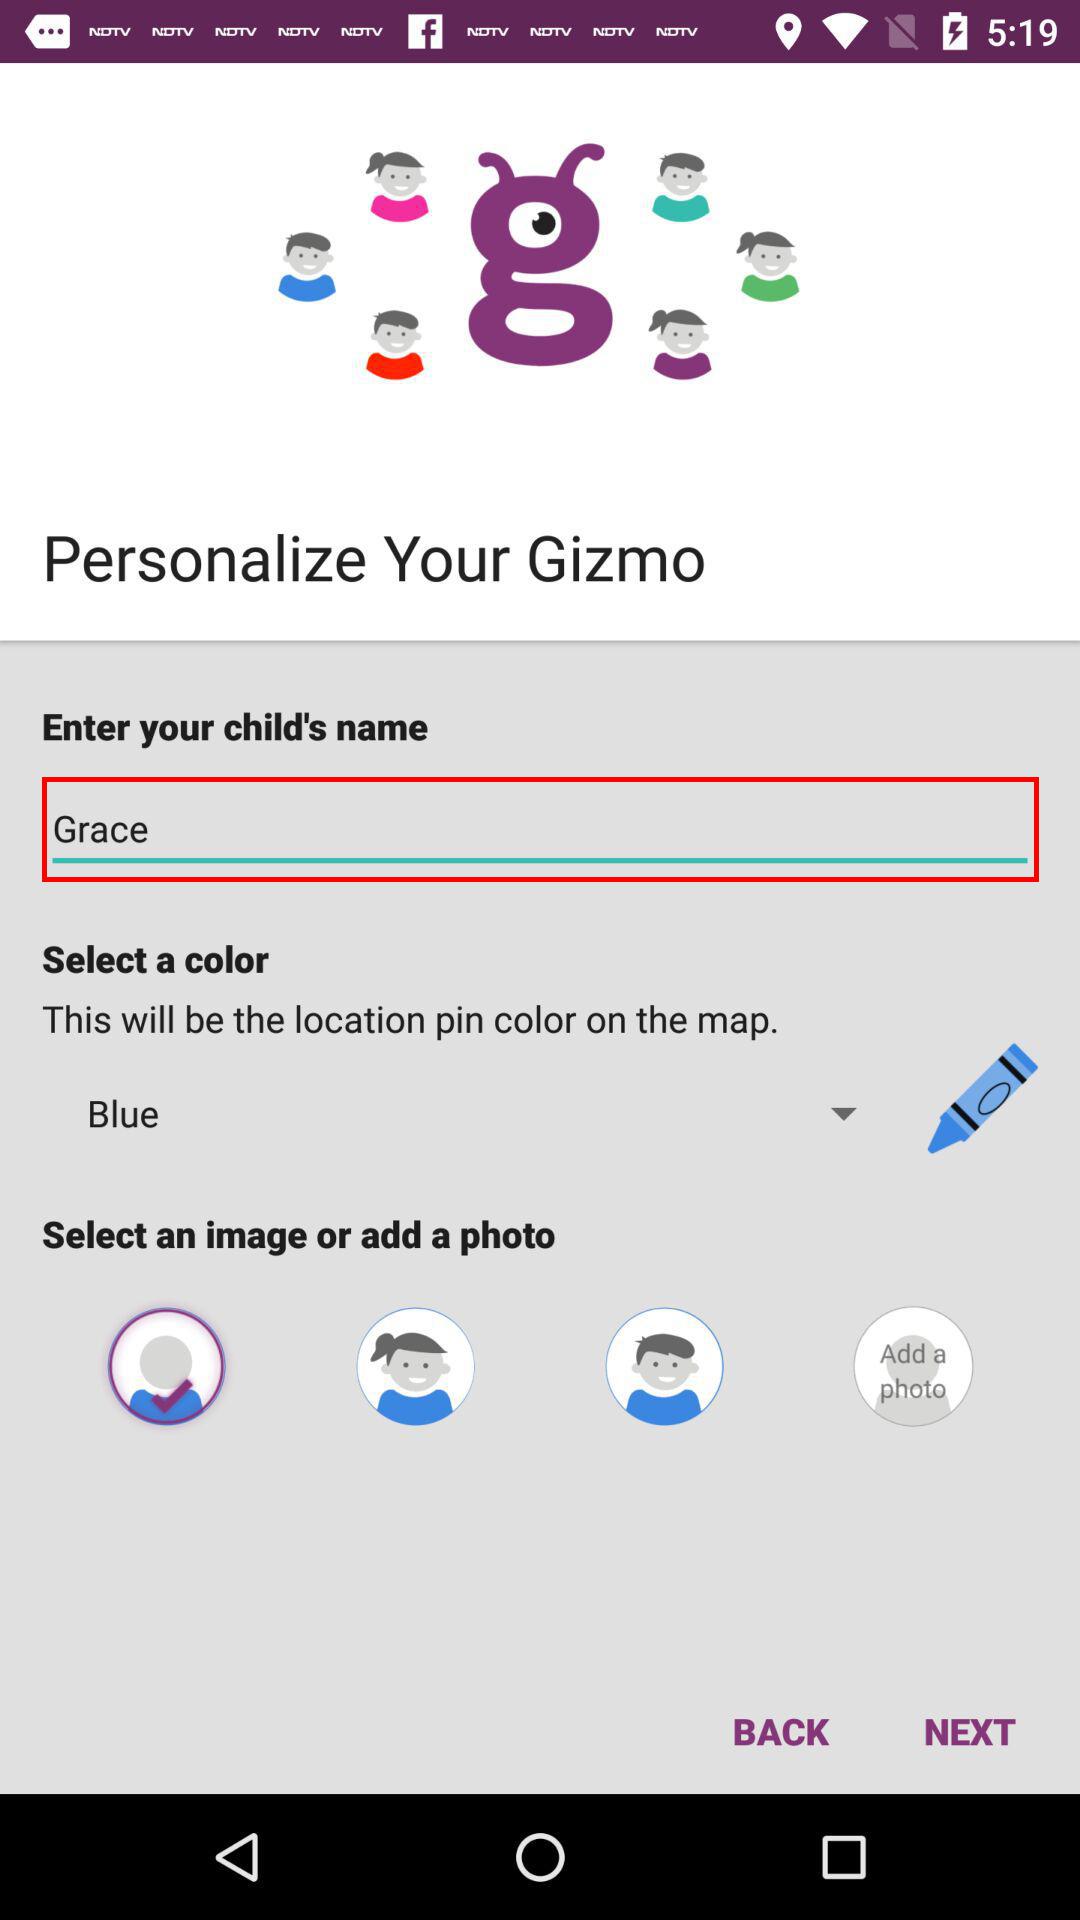 NDTV NDTV NDTV NDTV NDTV f NDTV NDTV NDTV NDTV 5:19
g
Personalize Your Gizmo
Enter your child's name
Grace
Select a color
This will be the location pin color on the map.
Blue
Select an image or add a photo
Add a
photo
BACK NEXT